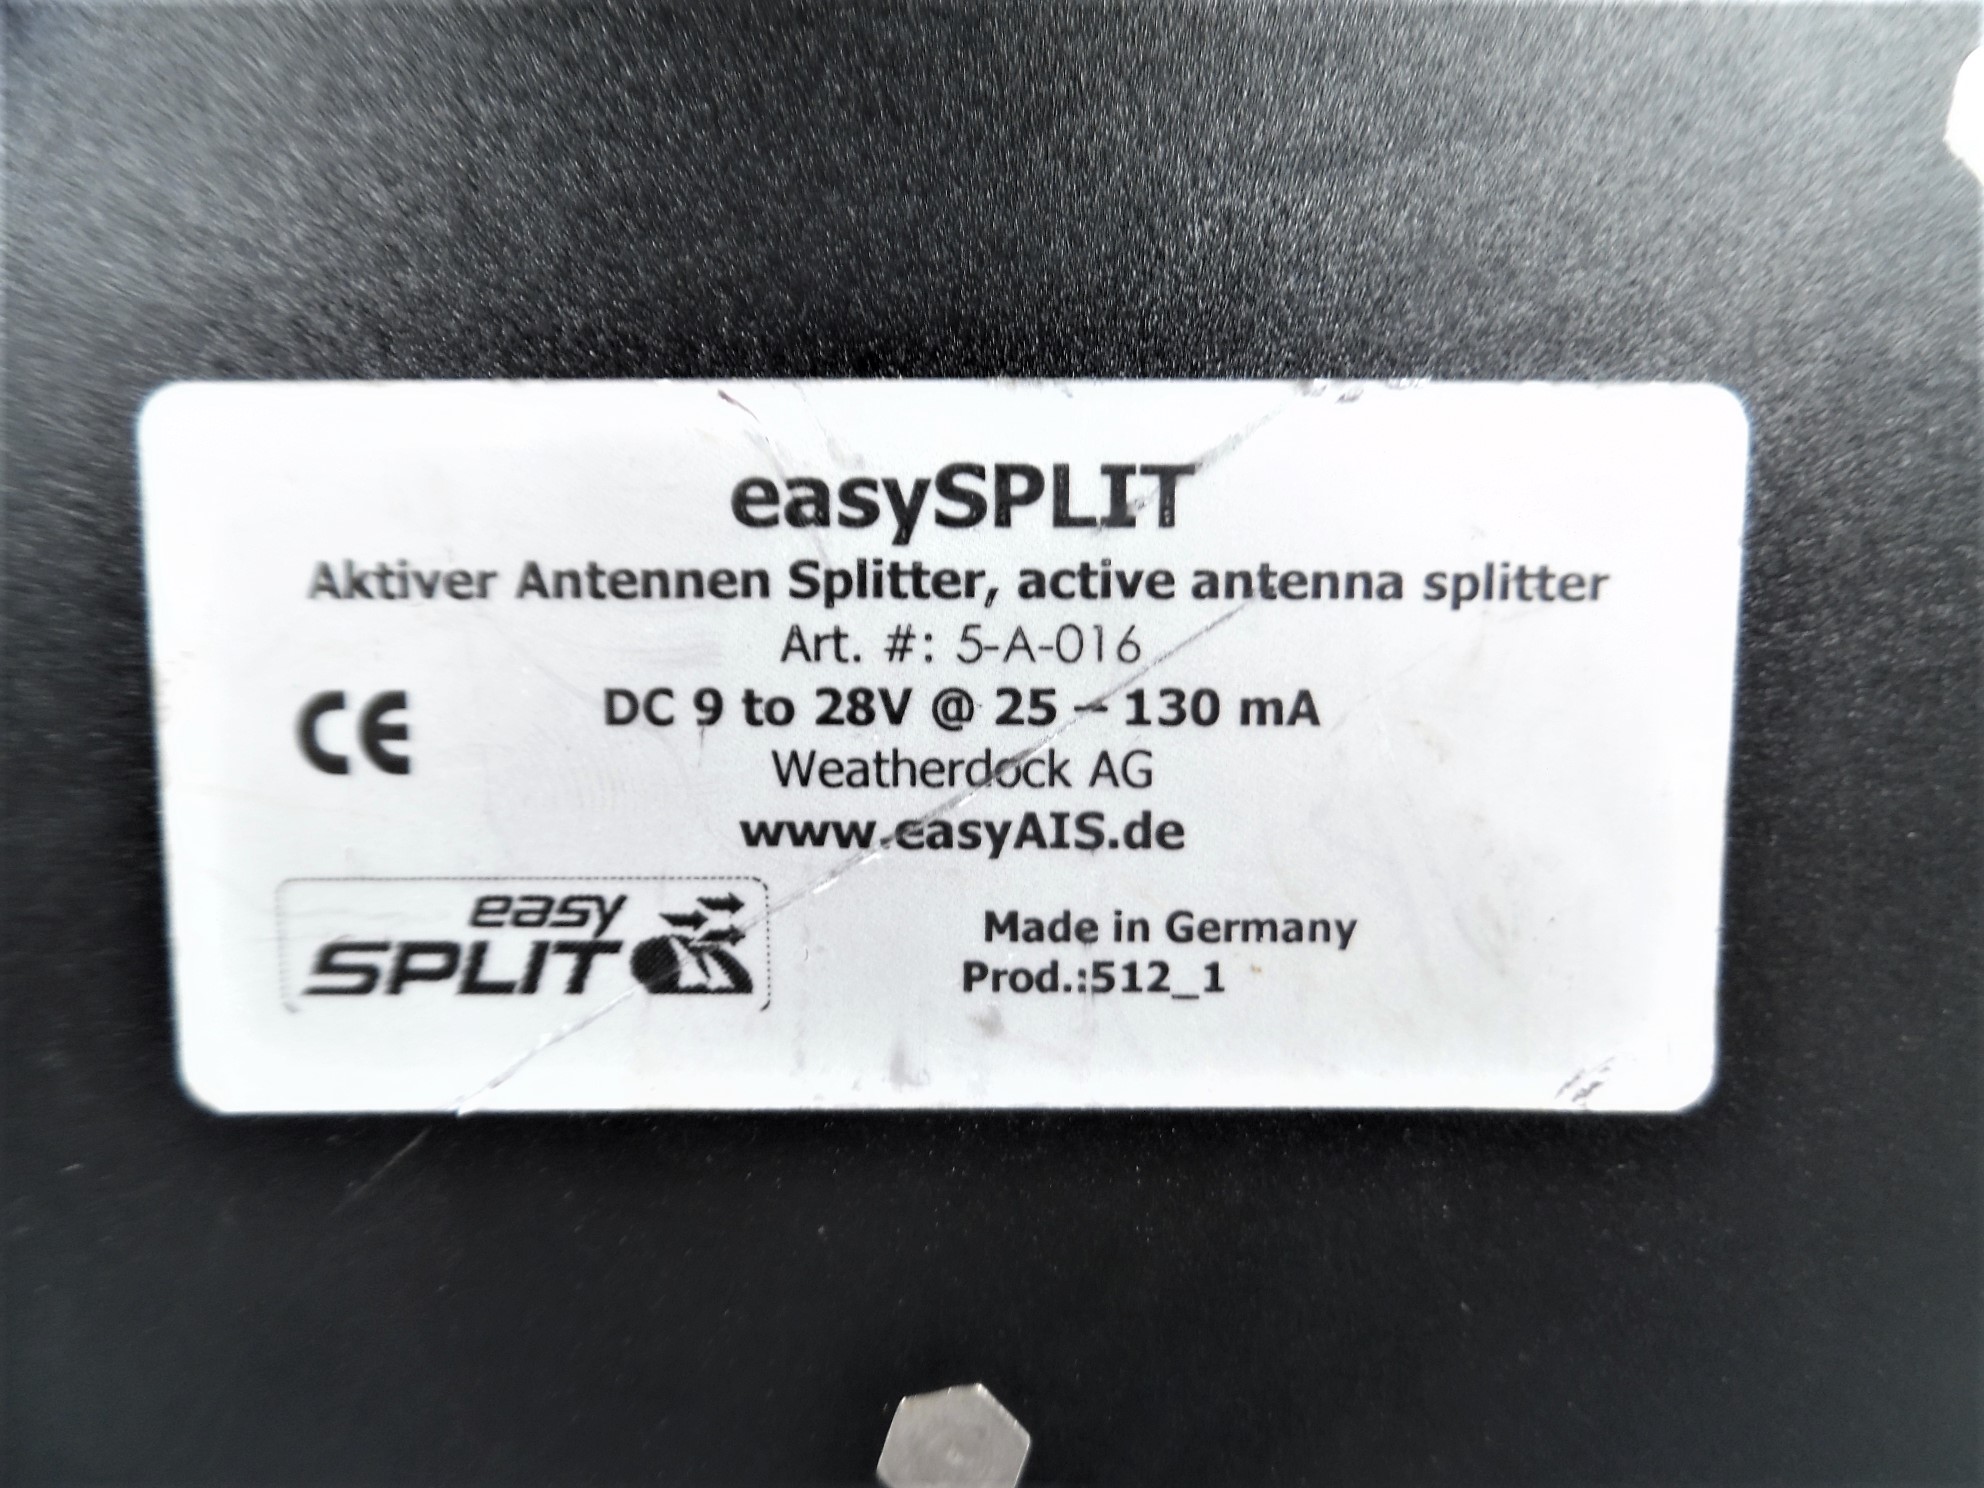 easySPLIT
Aktiver Antennen Splitter, active antenna splitter
Art. #: 5-A-016
CE
DC 9 to 28V @ 25 – 130 mA
Weatherdock AG
www.easyAIS.de
easy
SPLIT
Made in Germany
Prod.:512_1